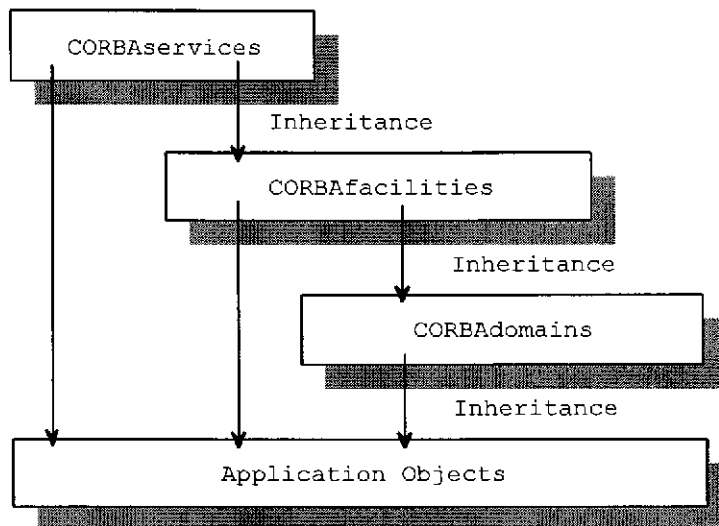 CORBAservices
Inheritance
CORBAfacilities
Inheritance
CORBAdomains
Inheritance
Application Objects